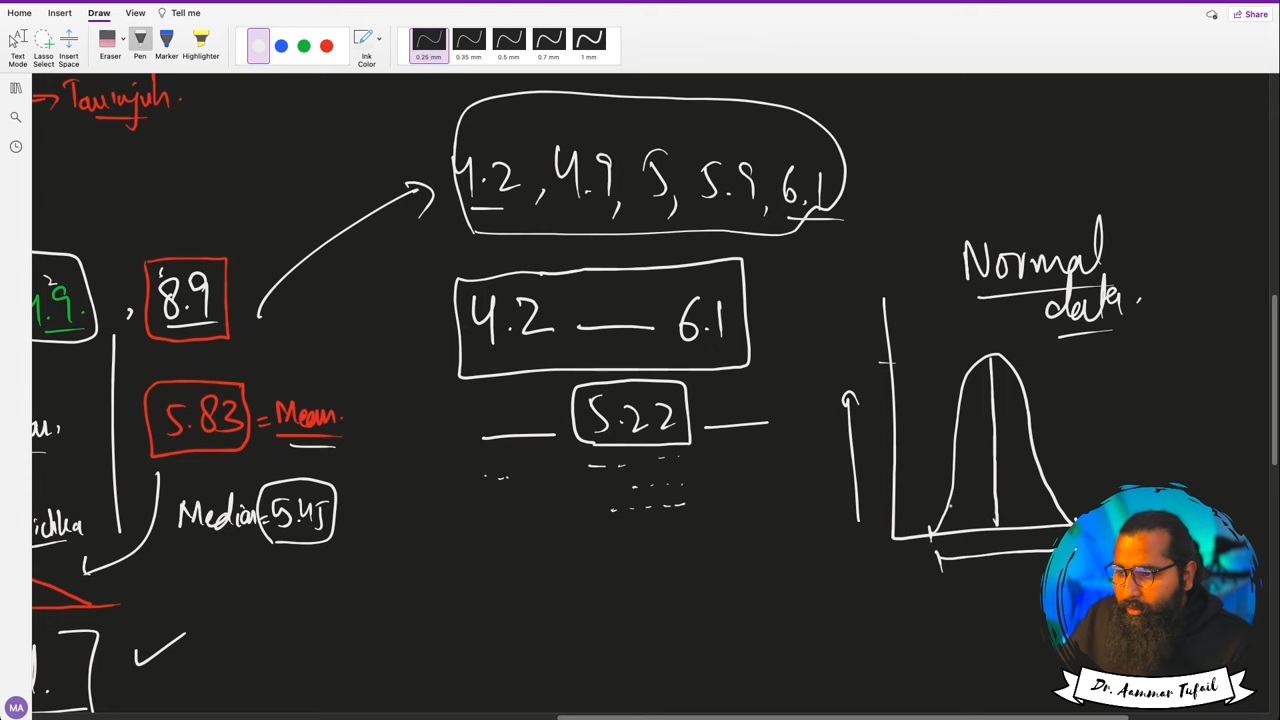 Home Insert Draw View Tell me
Share
Text Mode
Lasso Select
Insert Space
Eraser
Pen
Marker
Highlighter
Ink Color
0.25 mm
0.35 mm
0.5 mm
0.7 mm
1 mm
4.2, 4.9, 5, 5.9, 6.1
, 8.9
4.2 — 6.1
Normal data.
5.83 = Mean.
5.22
Median = 5.45
MA
Dr. Aammar Tufail